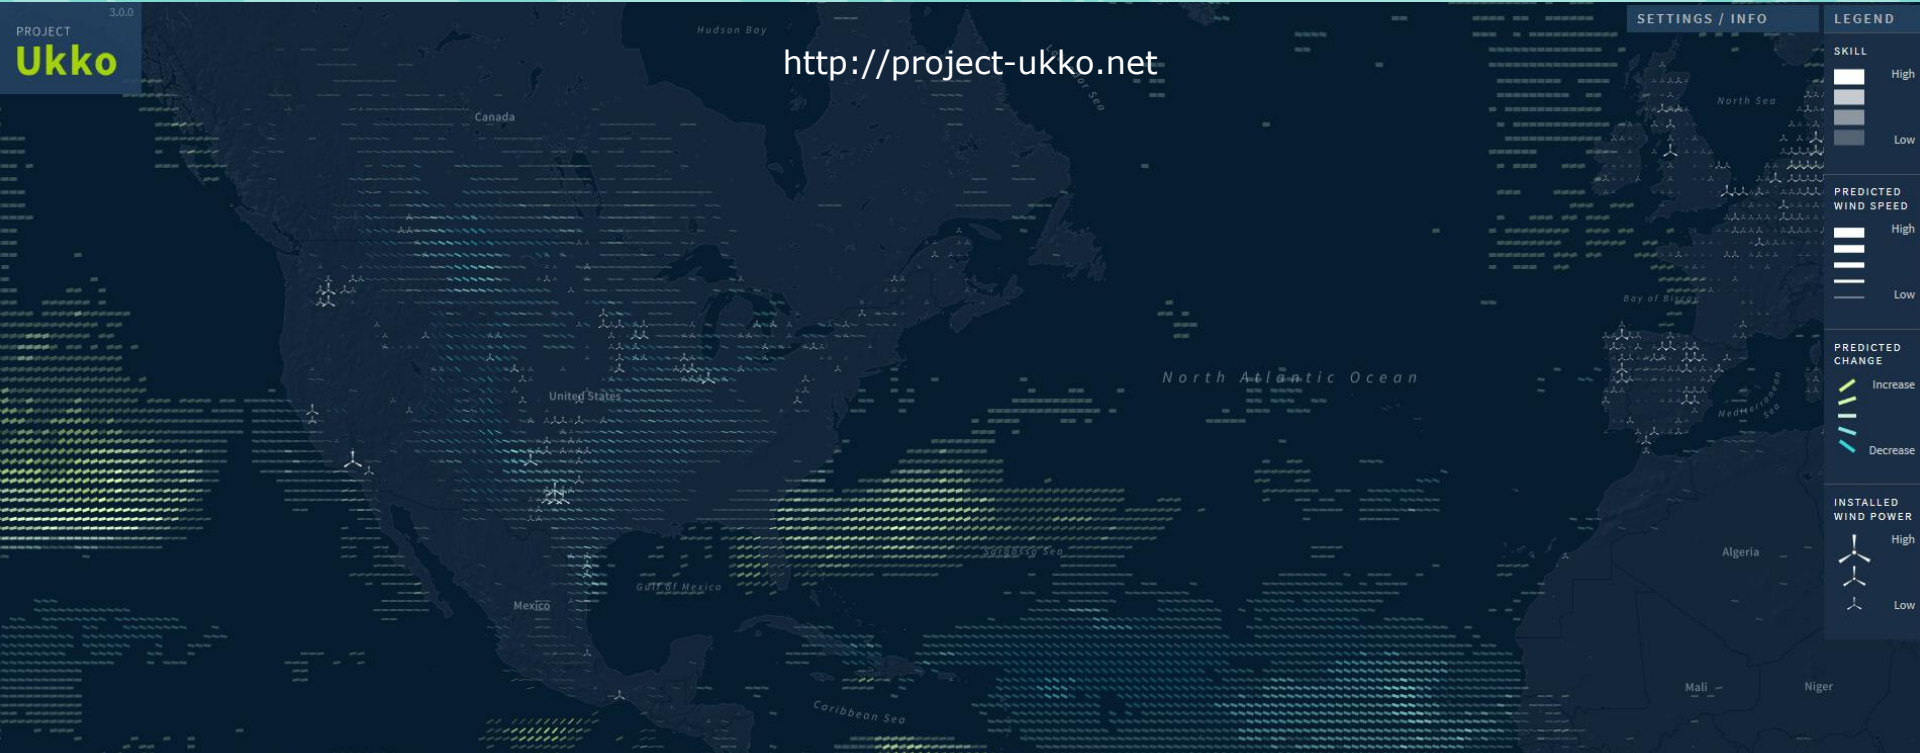 3.0.0
PROJECT
Ukko
http://project-ukko.net
SETTINGS / INFO
LEGEND
SKILL
High
Low
PREDICTED
WIND SPEED
High
Low
PREDICTED
CHANGE
Increase
Decrease
INSTALLED
WIND POWER
High
Low
Hudson Bay
Sea
Canada
North Sea
Bay of Biscay
North Atlantic Ocean
United States
Mediterranean
Sea
Sargasso Sea
Gulf of Mexico
Mexico
Algeria
Caribbean Sea
Mali
Niger